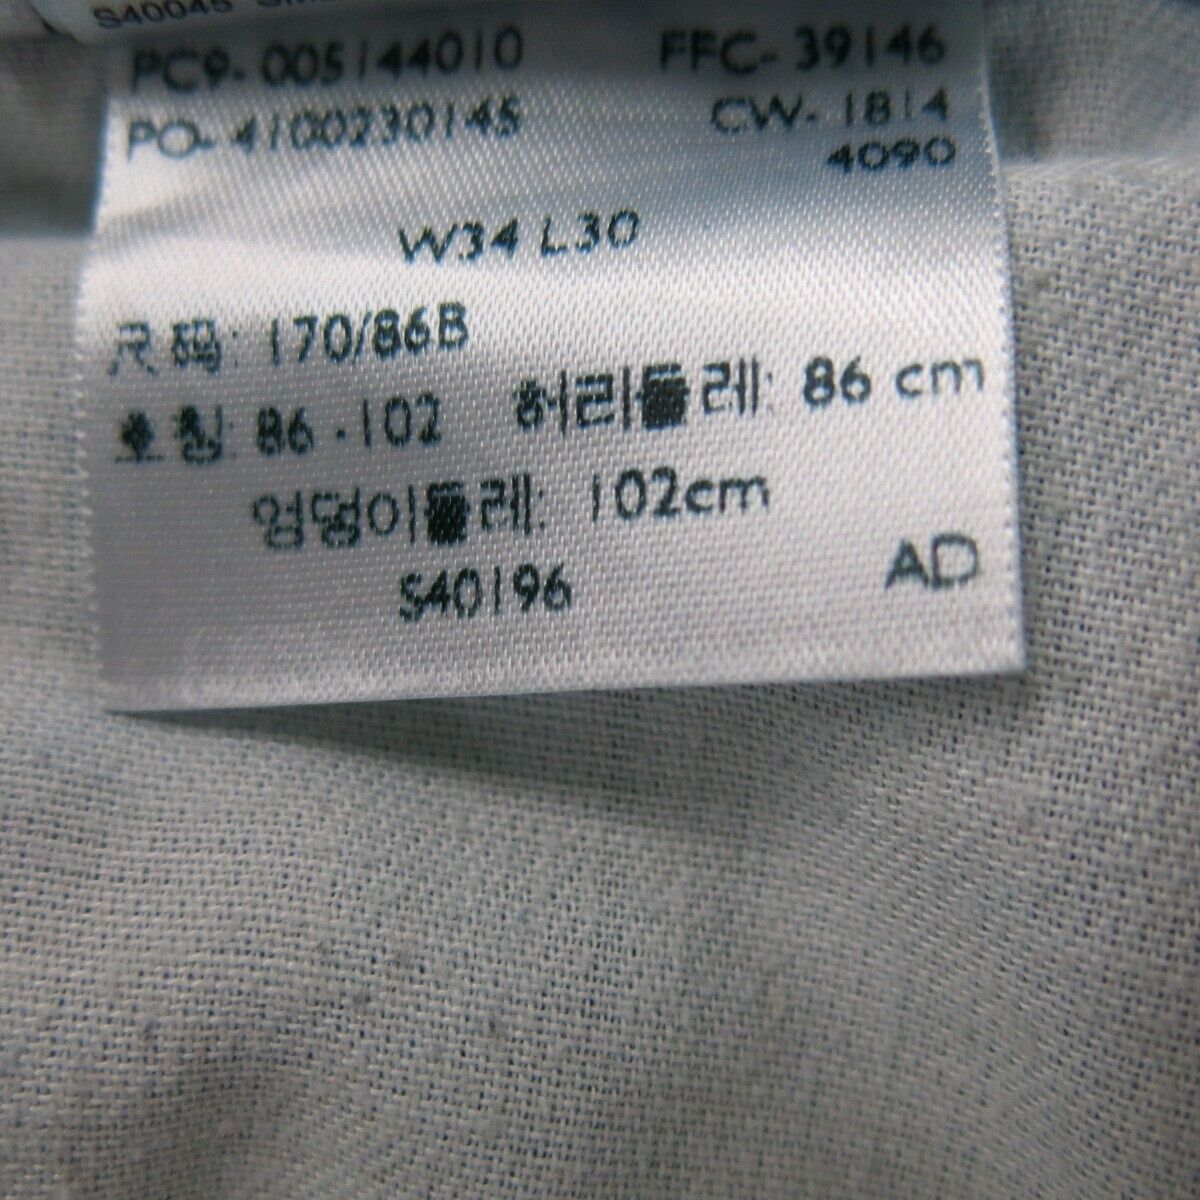 S40045
PC9-005144010 FFC-39146
PO-4100230145 CW-1814
4090
W34 L30
尺码: 170/86B
호칭: 86-102 허리둘레: 86 cm
엉덩이둘레: 102cm
S40196 AD